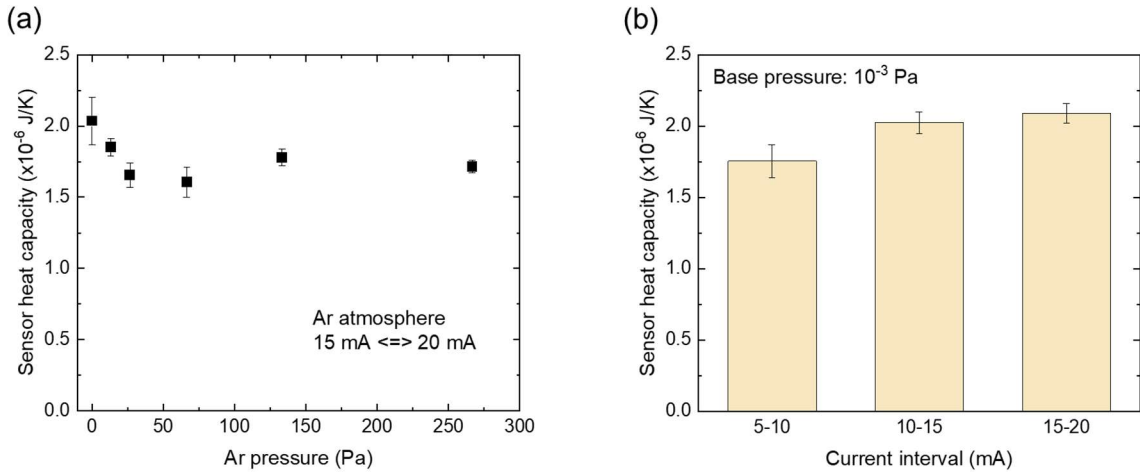 (a)
2.5
2.0
1.5
1.0
0.5
0.0
Sensor heat capacity (x10⁻⁶ J/K)
Ar atmosphere
15 mA <=> 20 mA
0 50 100 150 200 250 300
Ar pressure (Pa)
(b)
2.5
2.0
1.5
1.0
0.5
0.0
Sensor heat capacity (x10⁻⁶ J/K)
Base pressure: 10⁻³ Pa
5-10 10-15 15-20
Current interval (mA)